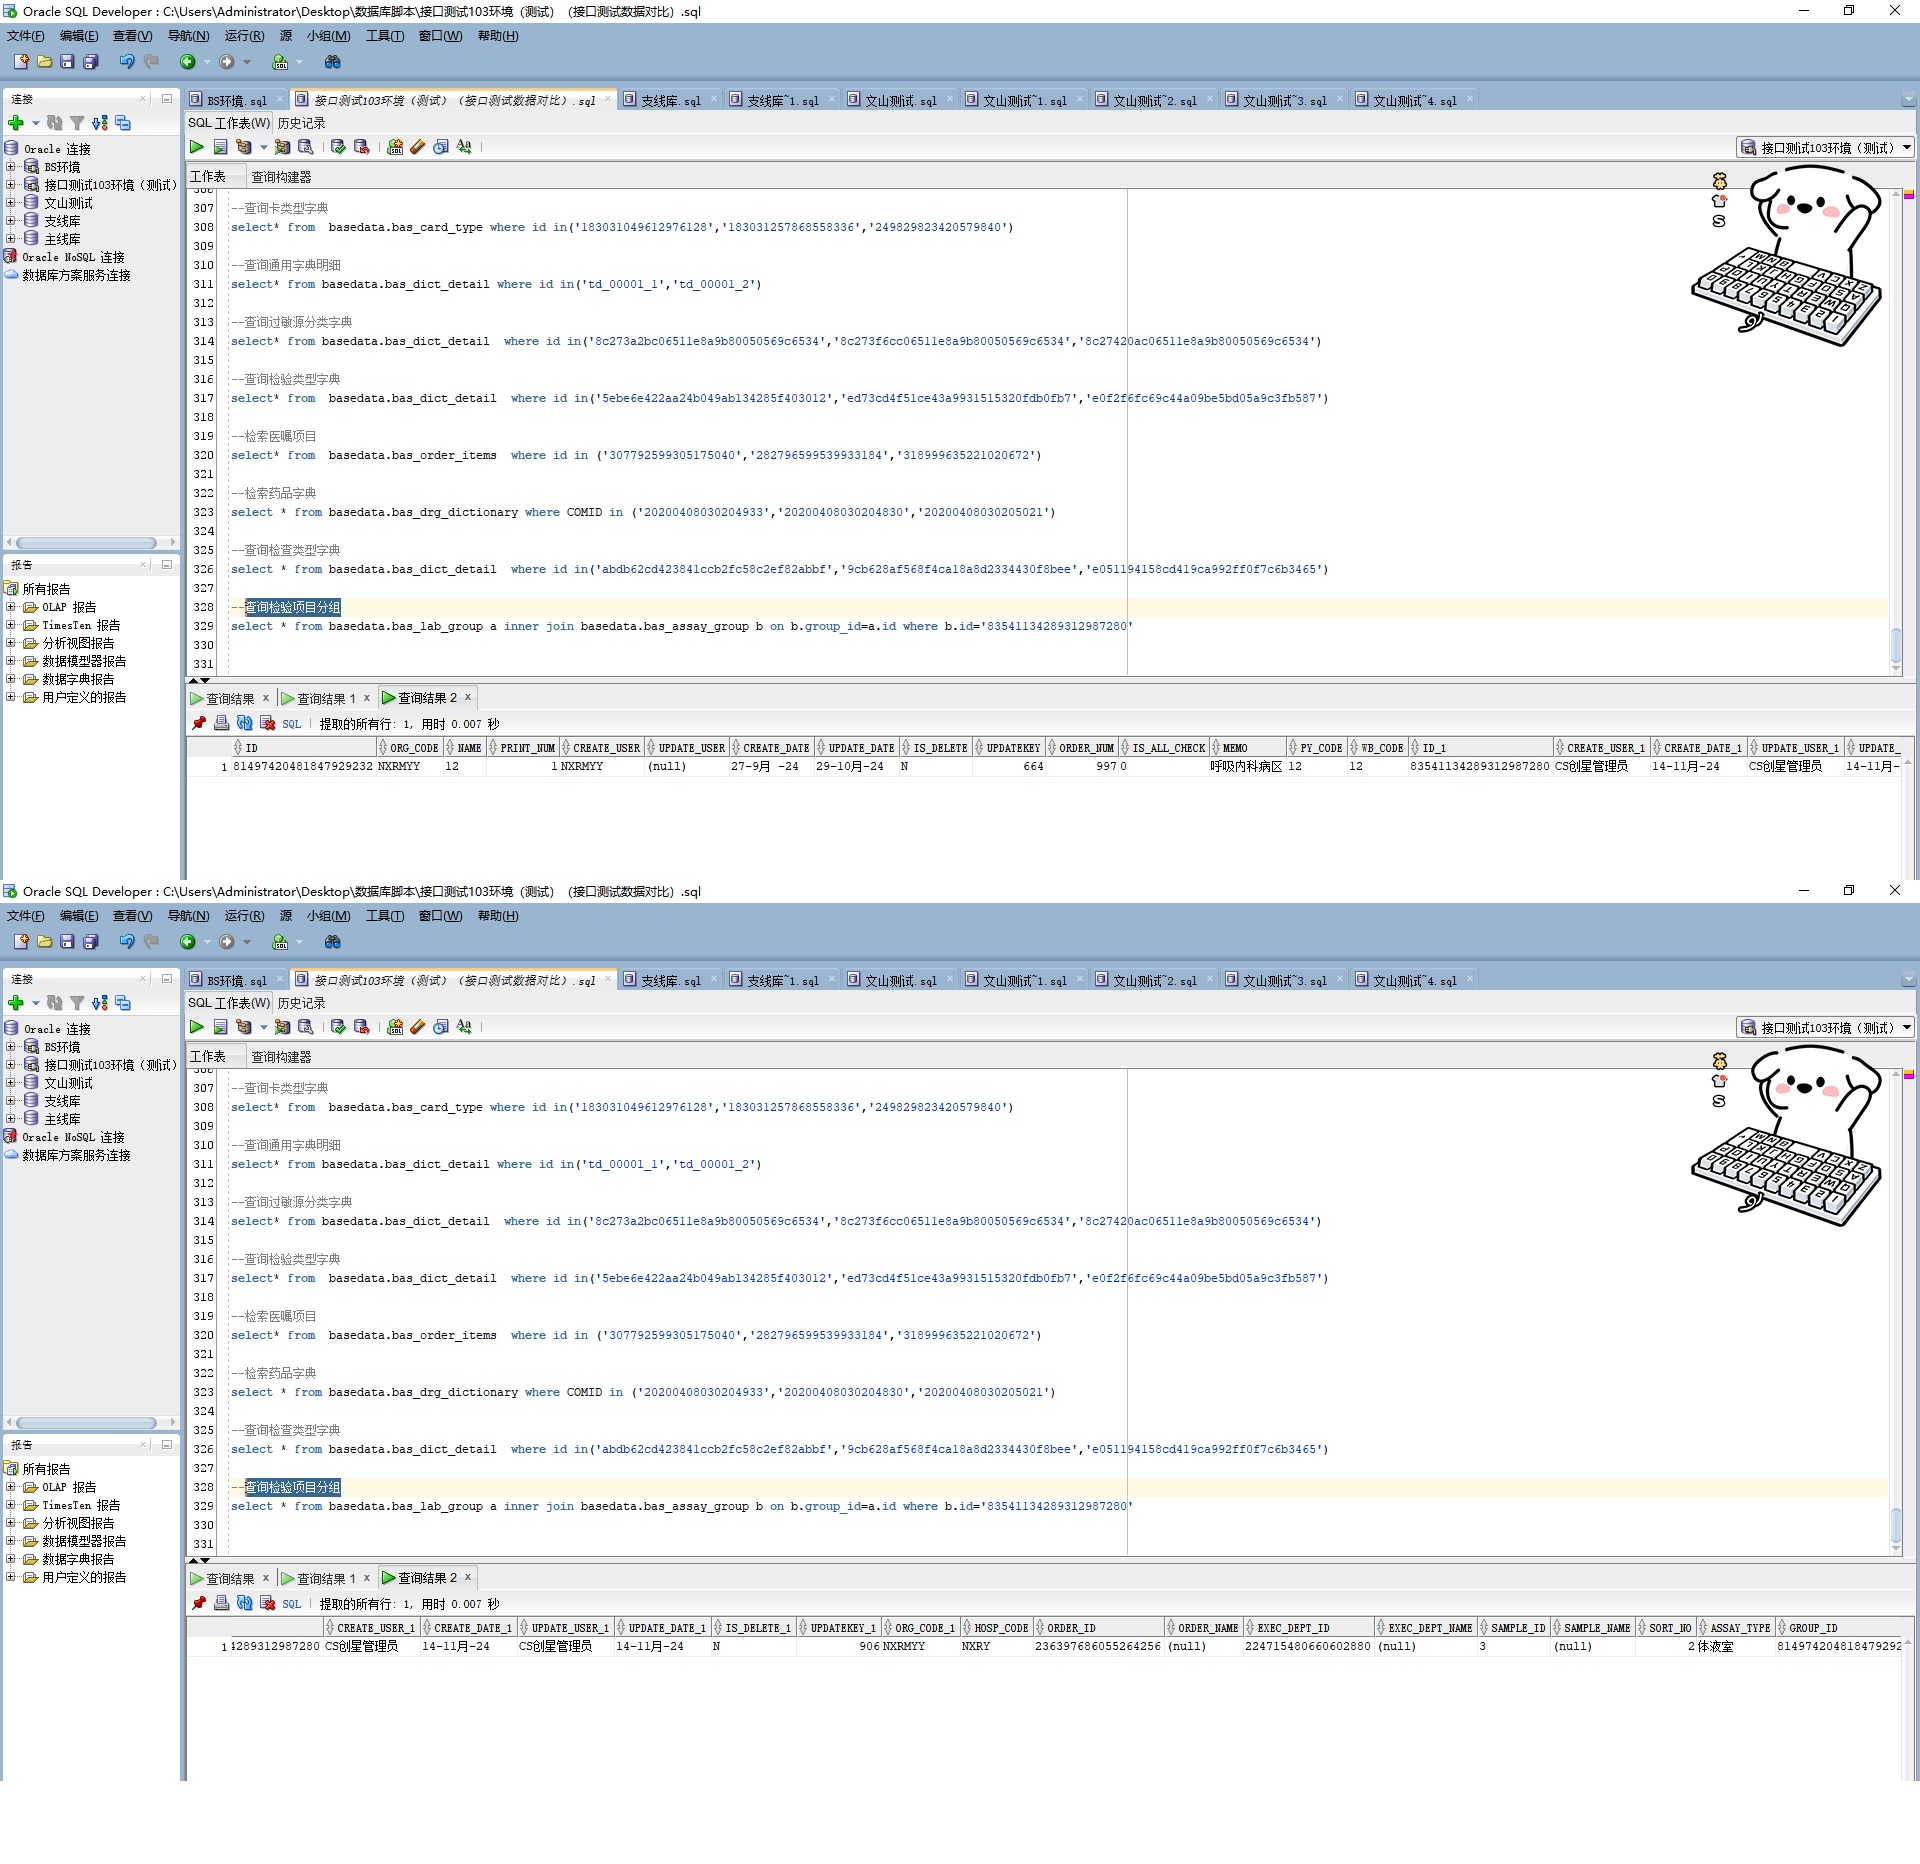 Oracle SQL Developer : C:\Users\Administrator\Desktop\数据库脚本\接口测试103环境（测试）（接口测试数据对比）.sql
文件(F) 编辑(E) 查看(V) 导航(N) 运行(R) 源 小组(M) 工具(T) 窗口(W) 帮助(H)
连接
Oracle 连接
BS环境
接口测试103环境（测试）
文山测试
支线库
主线库
Oracle NoSQL 连接
数据库方案服务连接
报告
所有报告
OLAP 报告
TimesTen 报告
分析视图报告
数据模型器报告
数据字典报告
用户定义的报告
BS环境.sql 接口测试103环境（测试）（接口测试数据对比）.sql 支线库.sql 支线库~1.sql 文山测试.sql 文山测试~1.sql 文山测试~2.sql 文山测试~3.sql 文山测试~4.sql
SQL 工作表(W) 历史记录
接口测试103环境（测试）
工作表 查询构建器
307 --查询卡类型字典
308 select* from  basedata.bas_card_type where id in('183031049612976128','183031257868558336','249829823420579840')
309
310 --查询通用字典明细
311 select* from basedata.bas_dict_detail where id in('td_00001_1','td_00001_2')
312
313 --查询过敏源分类字典
314 select* from basedata.bas_dict_detail  where id in('8c273a2bc06511e8a9b80050569c6534','8c273f6cc06511e8a9b80050569c6534','8c27420ac06511e8a9b80050569c6534')
315
316 --查询检验类型字典
317 select* from  basedata.bas_dict_detail  where id in('5ebe6e422aa24b049ab134285f403012','ed73cd4f51ce43a9931515320fdb0fb7','e0f2f6fc69c44a09be5bd05a9c3fb587')
318
319 --检索医嘱项目
320 select* from  basedata.bas_order_items  where id in ('307792599305175040','282796599539933184','318999635221020672')
321
322 --检索药品字典
323 select * from basedata.bas_drg_dictionary where COMID in ('20200408030204933','20200408030204830','20200408030205021')
324
325 --查询检查类型字典
326 select * from basedata.bas_dict_detail  where id in('abdb62cd423841ccb2fc58c2ef82abbf','9cb628af568f4ca18a8d2334430f8bee','e051194158cd419ca992ff0f7c6b3465')
327
328 --查询检验项目分组
329 select * from basedata.bas_lab_group a inner join basedata.bas_assay_group b on b.group_id=a.id where b.id='83541134289312987280'
330
331
查询结果 查询结果 1 查询结果 2
SQL 提取的所有行: 1, 用时 0.007 秒
ID ORG_CODE NAME PRINT_NUM CREATE_USER UPDATE_USER CREATE_DATE UPDATE_DATE IS_DELETE UPDATEKEY ORDER_NUM IS_ALL_CHECK MEMO PY_CODE WB_CODE ID_1 CREATE_USER_1 CREATE_DATE_1 UPDATE_USER_1 UPDATE_
1 81497420481847929232 NXRMYY 12 1 NXRMYY (null) 27-9月 -24 29-10月-24 N 664 997 0 呼吸内科病区 12 12 83541134289312987280 CS创星管理员 14-11月-24 CS创星管理员 14-11月-
Oracle SQL Developer : C:\Users\Administrator\Desktop\数据库脚本\接口测试103环境（测试）（接口测试数据对比）.sql
文件(F) 编辑(E) 查看(V) 导航(N) 运行(R) 源 小组(M) 工具(T) 窗口(W) 帮助(H)
连接
Oracle 连接
BS环境
接口测试103环境（测试）
文山测试
支线库
主线库
Oracle NoSQL 连接
数据库方案服务连接
报告
所有报告
OLAP 报告
TimesTen 报告
分析视图报告
数据模型器报告
数据字典报告
用户定义的报告
BS环境.sql 接口测试103环境（测试）（接口测试数据对比）.sql 支线库.sql 支线库~1.sql 文山测试.sql 文山测试~1.sql 文山测试~2.sql 文山测试~3.sql 文山测试~4.sql
SQL 工作表(W) 历史记录
接口测试103环境（测试）
工作表 查询构建器
307 --查询卡类型字典
308 select* from  basedata.bas_card_type where id in('183031049612976128','183031257868558336','249829823420579840')
309
310 --查询通用字典明细
311 select* from basedata.bas_dict_detail where id in('td_00001_1','td_00001_2')
312
313 --查询过敏源分类字典
314 select* from basedata.bas_dict_detail  where id in('8c273a2bc06511e8a9b80050569c6534','8c273f6cc06511e8a9b80050569c6534','8c27420ac06511e8a9b80050569c6534')
315
316 --查询检验类型字典
317 select* from  basedata.bas_dict_detail  where id in('5ebe6e422aa24b049ab134285f403012','ed73cd4f51ce43a9931515320fdb0fb7','e0f2f6fc69c44a09be5bd05a9c3fb587')
318
319 --检索医嘱项目
320 select* from  basedata.bas_order_items  where id in ('307792599305175040','282796599539933184','318999635221020672')
321
322 --检索药品字典
323 select * from basedata.bas_drg_dictionary where COMID in ('20200408030204933','20200408030204830','20200408030205021')
324
325 --查询检查类型字典
326 select * from basedata.bas_dict_detail  where id in('abdb62cd423841ccb2fc58c2ef82abbf','9cb628af568f4ca18a8d2334430f8bee','e051194158cd419ca992ff0f7c6b3465')
327
328 --查询检验项目分组
329 select * from basedata.bas_lab_group a inner join basedata.bas_assay_group b on b.group_id=a.id where b.id='83541134289312987280'
330
331
查询结果 查询结果 1 查询结果 2
SQL 提取的所有行: 1, 用时 0.007 秒
CREATE_USER_1 CREATE_DATE_1 UPDATE_USER_1 UPDATE_DATE_1 IS_DELETE_1 UPDATEKEY_1 ORG_CODE_1 HOSP_CODE ORDER_ID ORDER_NAME EXEC_DEPT_ID EXEC_DEPT_NAME SAMPLE_ID SAMPLE_NAME SORT_NO ASSAY_TYPE GROUP_ID
1 4289312987280 CS创星管理员 14-11月-24 CS创星管理员 14-11月-24 N 906 NXRMYY NXRY 236397686055264256 (null) 224715480660602880 (null) 3 (null) 2 体液室 8149742048184792​92